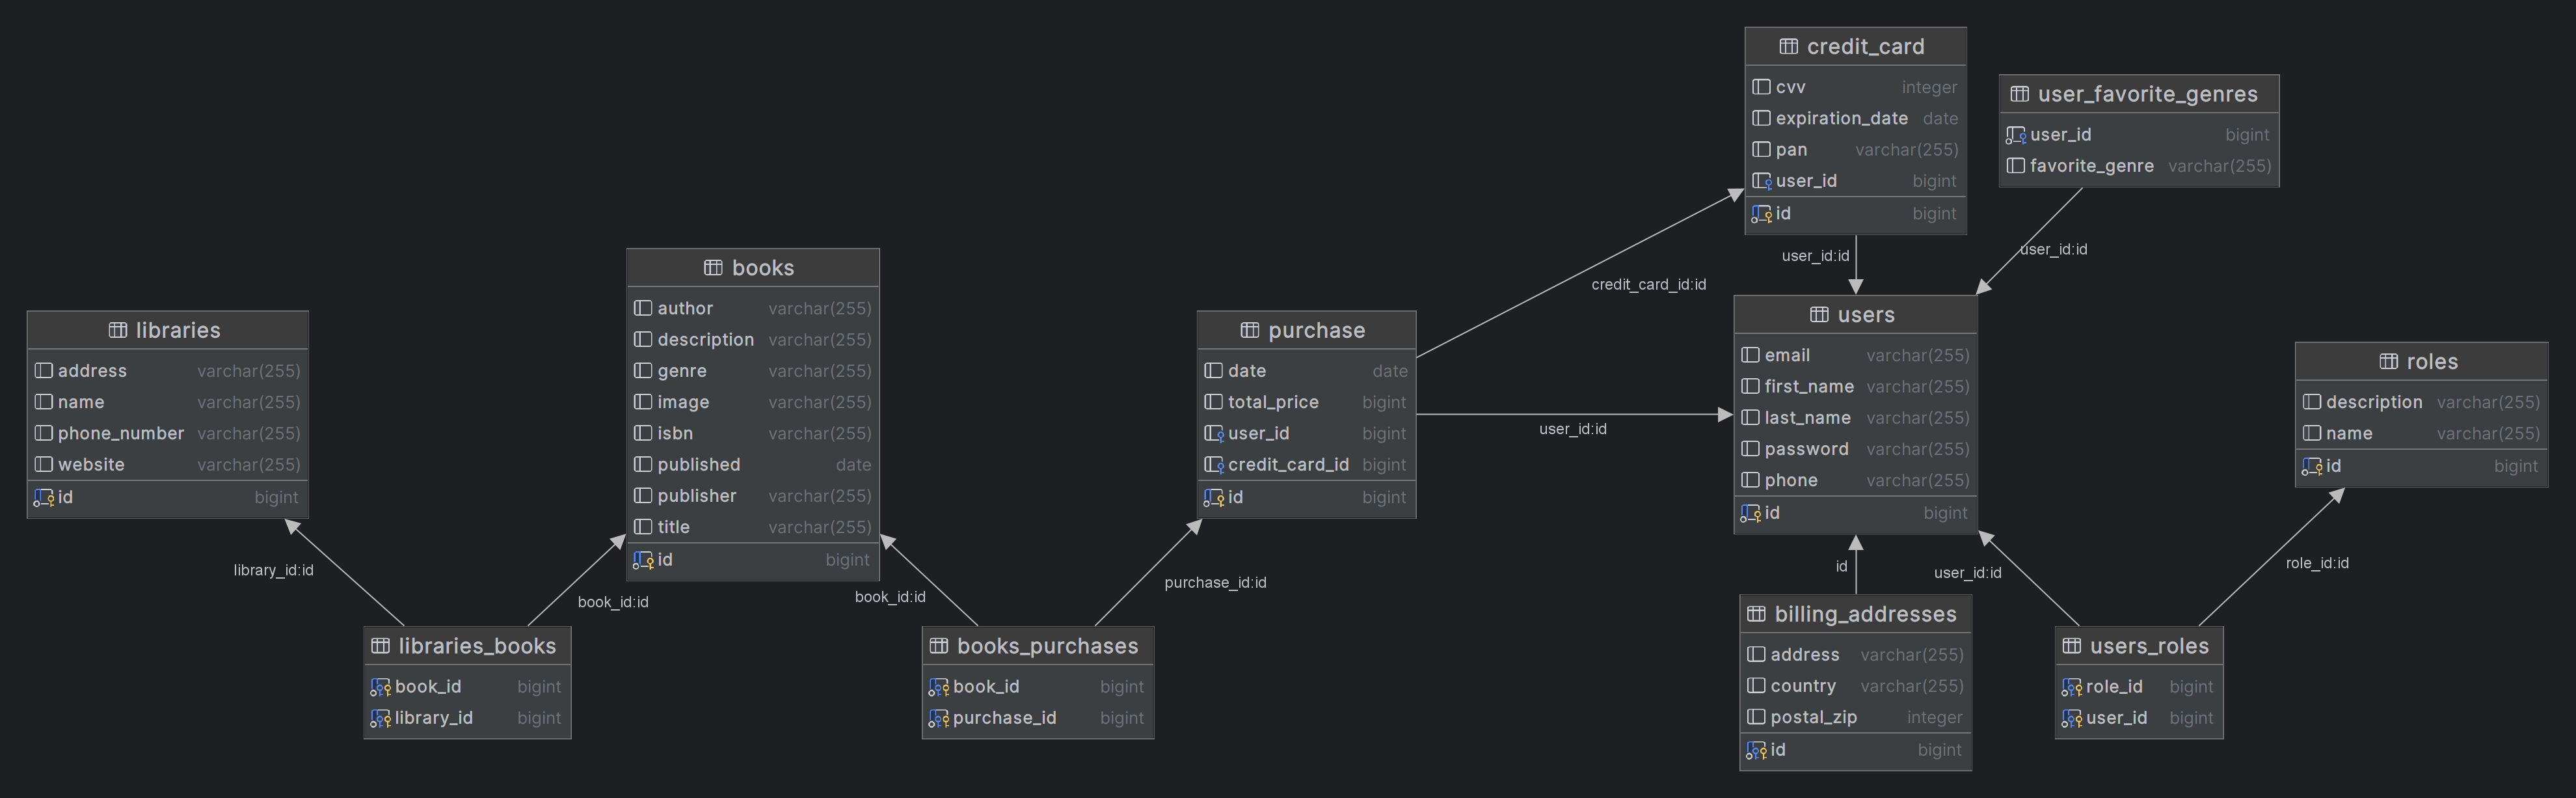 libraries
address varchar(255)
name varchar(255)
phone_number varchar(255)
website varchar(255)
id bigint
library_id:id
libraries_books
book_id bigint
library_id bigint
book_id:id
books
author varchar(255)
description varchar(255)
genre varchar(255)
image varchar(255)
isbn varchar(255)
published date
publisher varchar(255)
title varchar(255)
id bigint
book_id:id
books_purchases
book_id bigint
purchase_id bigint
purchase_id:id
purchase
date date
total_price bigint
user_id bigint
credit_card_id bigint
id bigint
credit_card_id:id
user_id:id
credit_card
cvv integer
expiration_date date
pan varchar(255)
user_id bigint
id bigint
user_id:id
user_favorite_genres
user_id bigint
favorite_genre varchar(255)
user_id:id
users
email varchar(255)
first_name varchar(255)
last_name varchar(255)
password varchar(255)
phone varchar(255)
id bigint
id
billing_addresses
address varchar(255)
country varchar(255)
postal_zip integer
id bigint
user_id:id
users_roles
role_id bigint
user_id bigint
role_id:id
roles
description varchar(255)
name varchar(255)
id bigint